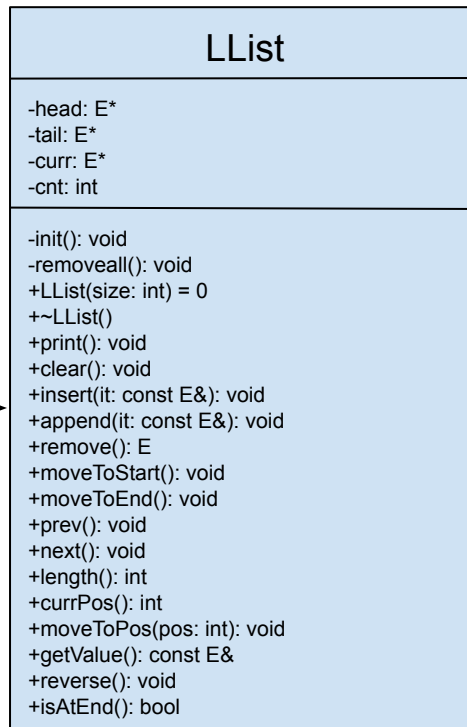 LList
-head: E*
-tail: E*
-curr: E*
-cnt: int
-init(): void
-removeall(): void
+LList(size: int) = 0
+~LList()
+print(): void
+clear(): void
+insert(it: const E&): void
+append(it: const E&): void
+remove(): E
+moveToStart(): void
+moveToEnd(): void
+prev(): void
+next(): void
+length(): int
+currPos(): int
+moveToPos(pos: int): void
+getValue(): const E&
+reverse(): void
+isAtEnd(): bool